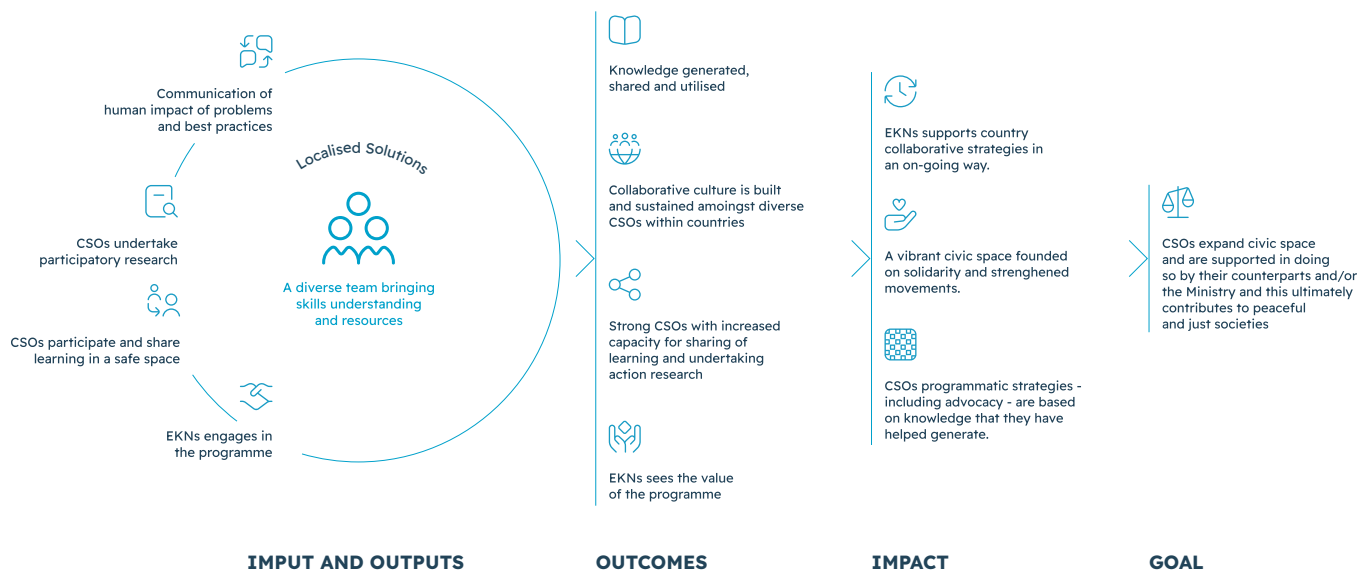 Communication of
human impact of problems
and best practices
CSOs undertake
participatory research
CSOs participate and share
learning in a safe space
EKNs engages in
the programme
Localised Solutions
A diverse team bringing
skills understanding
and resources
IMPUT AND OUTPUTS
Knowledge generated,
shared and utilised
Collaborative culture is built
and sustained amoingst diverse
CSOs within countries
Strong CSOs with increased
capacity for sharing of
learning and undertaking
action research
EKNs sees the value
of the programme
OUTCOMES
EKNs supports country
collaborative strategies in
an on-going way.
A vibrant civic space founded
on solidarity and strenghened
movements.
CSOs programmatic strategies -
including advocacy - are based
on knowledge that they have
helped generate.
IMPACT
CSOs expand civic space
and are supported in doing
so by their counterparts and/or
the Ministry and this ultimately
contributes to peaceful
and just societies
GOAL